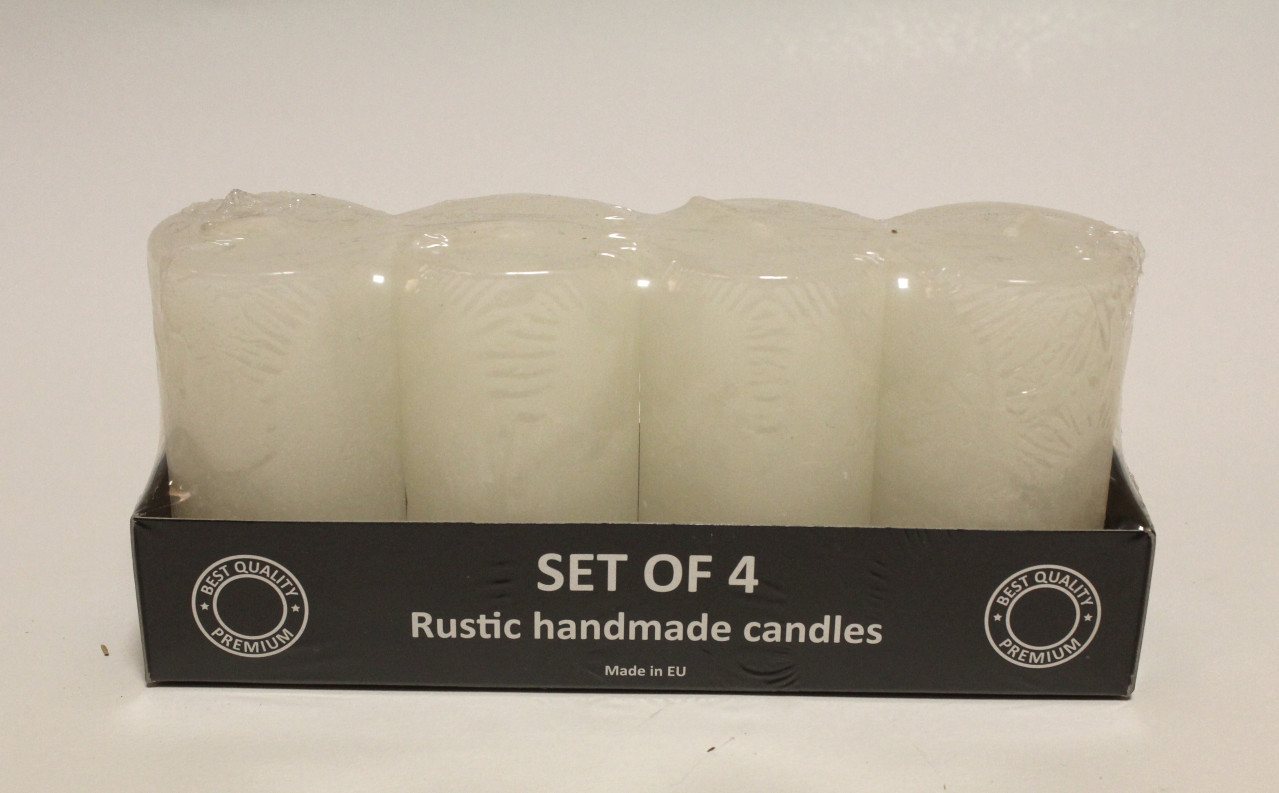 BEST QUALITY
PREMIUM
SET OF 4
Rustic handmade candles
Made in EU
BEST QUALITY
PREMIUM